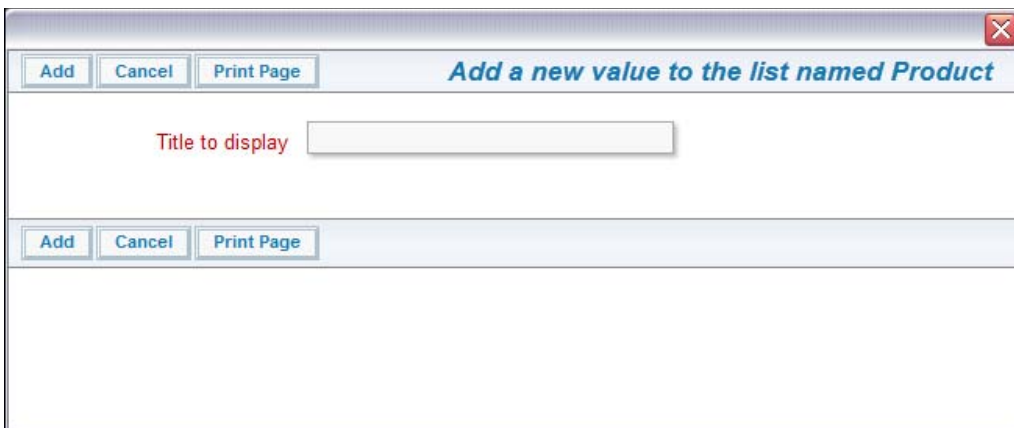 Add Cancel Print Page Add a new value to the list named Product
Title to display
Add Cancel Print Page